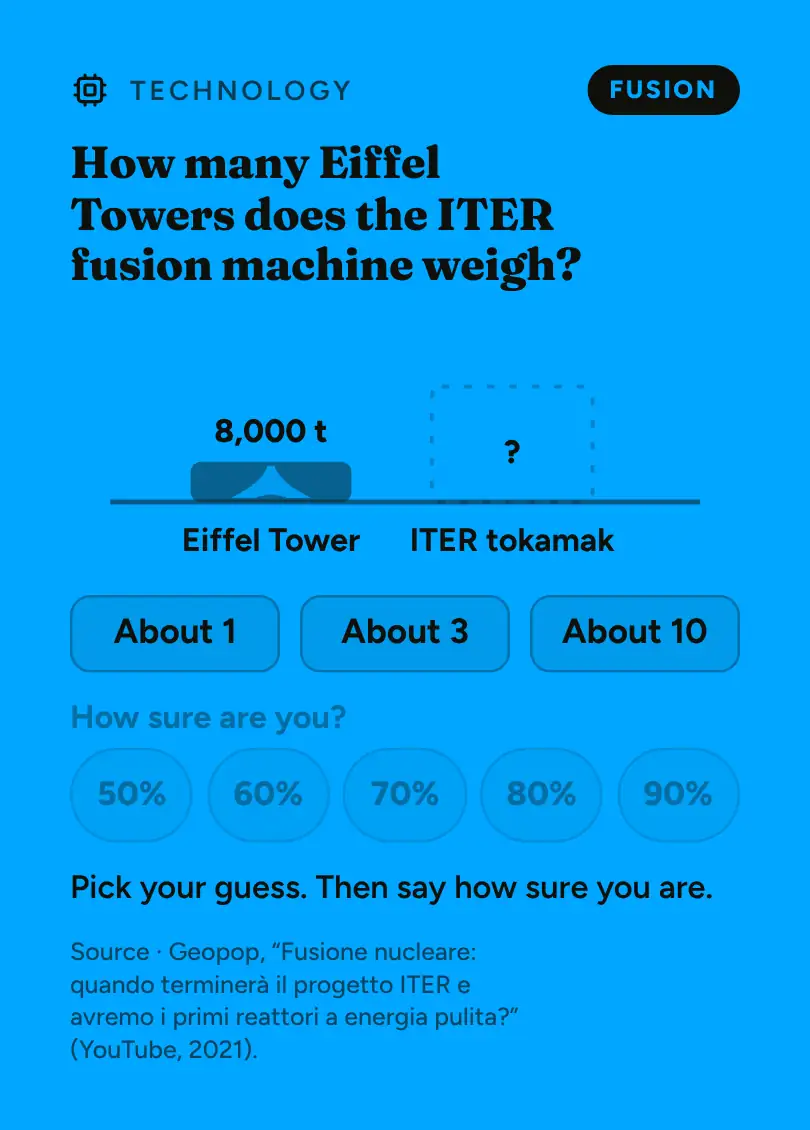 TECHNOLOGY
FUSION
How many Eiffel
Towers does the ITER
fusion machine weigh?
8,000 t
?
Eiffel Tower
ITER tokamak
About 1
About 3
About 10
How sure are you?
50%
60%
70%
80%
90%
Pick your guess. Then say how sure you are.
Source · Geopop, “Fusione nucleare:
quando terminerà il progetto ITER e
avremo i primi reattori a energia pulita?”
(YouTube, 2021).